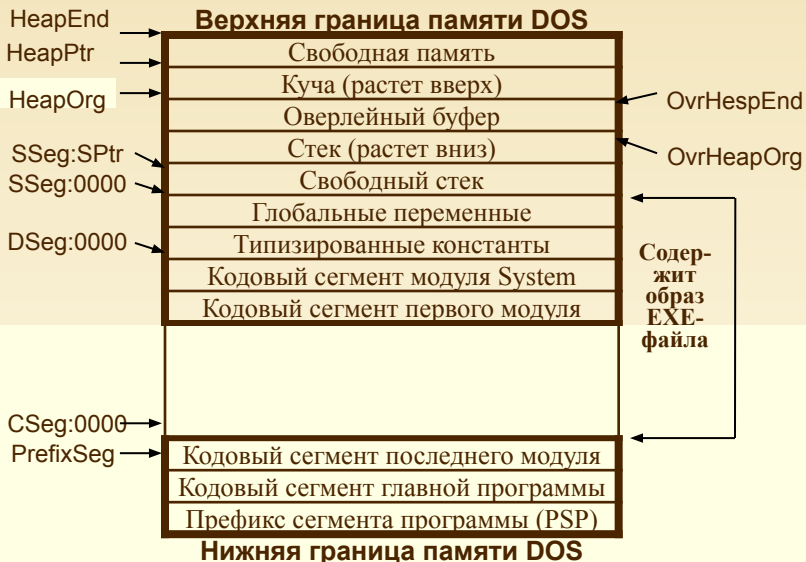 HeapEnd
Верхняя граница памяти DOS
HeapPtr
Свободная память
Куча (растет вверх)
HeapOrg
OvrHespEnd
Оверлейный буфер
Стек (растет вниз)
SSeg:SPtr
OvrHeapOrg
SSeg:0000
Свободный стек
Глобальные переменные
DSeg:0000
Типизированные константы
Кодовый сегмент модуля System
Кодовый сегмент первого модуля
Содер-
жит
образ
EXE-
файла
CSeg:0000
PrefixSeg
Кодовый сегмент последнего модуля
Кодовый сегмент главной программы
Префикс сегмента программы (PSP)
Нижняя граница памяти DOS